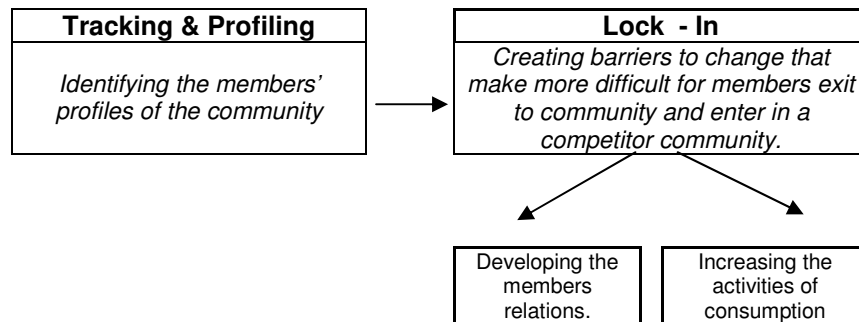 Tracking & Profiling
Identifying the members’
profiles of the community
Lock - In
Creating barriers to change that
make more difficult for members exit
to community and enter in a
competitor community.
Developing the
members
relations.
Increasing the
activities of
consumption